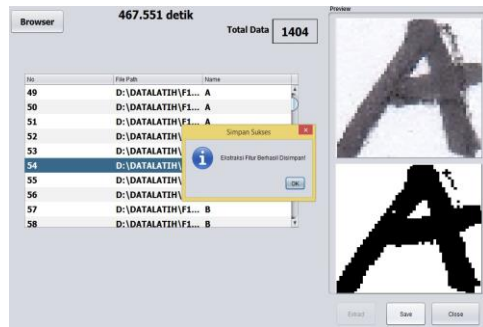 Preview
Browser
467.551 detik
Total Data 1404
No File Path Name
49 D:\DATALATIH\F1... A
50 D:\DATALATIH\F1... A
51 D:\DATALATIH\F1... A
52 D:\DATALATIH\
53 D:\DATALATIH\
54 D:\DATALATIH\
55 D:\DATALATIH\
56 D:\DATALATIH\
57 D:\DATALATIH\F1... B
58 D:\DATALATIH\F1... B
Simpan Sukses
Ekstraksi Fitur Berhasil Disimpan!
OK
A
A
Extract Save Close